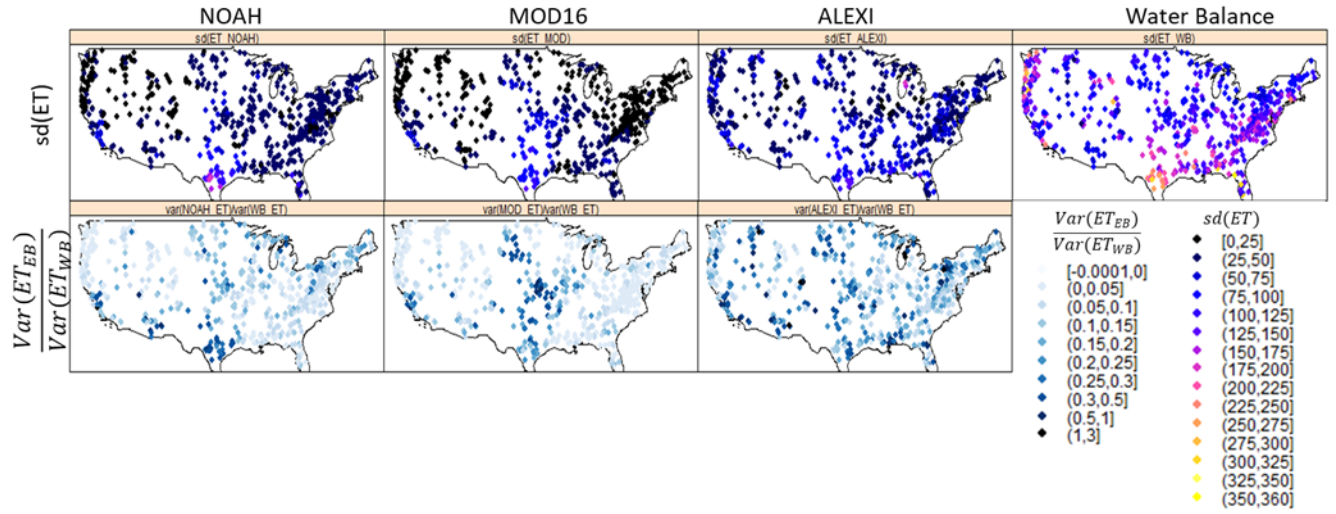 NOAH MOD16 ALEXI Water Balance
sd(ET_NOAH) sd(ET_MOD) sd(ET_ALEXI) sd(ET_WB)
sd(ET)
var(NOAH_ET)/var(WB_ET) var(MOD_ET)/var(WB_ET) var(ALEXI_ET)/var(WB_ET)
Var(ET_EB)
Var(ET_WB)
Var(ET_EB)
Var(ET_WB)
[-0.0001,0]
(0,0.05]
(0.05,0.1]
(0.1,0.15]
(0.15,0.2]
(0.2,0.25]
(0.25,0.3]
(0.3,0.5]
(0.5,1]
(1,3]
sd(ET)
[0,25]
(25,50]
(50,75]
(75,100]
(100,125]
(125,150]
(150,175]
(175,200]
(200,225]
(225,250]
(250,275]
(275,300]
(300,325]
(325,350]
(350,360]